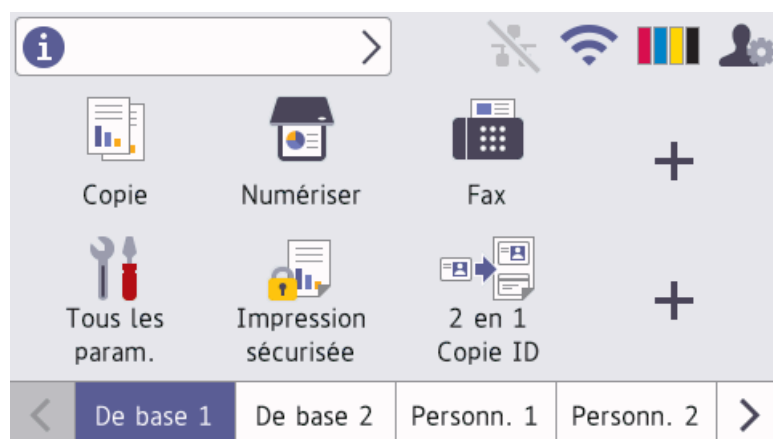 Copie
Numériser
Fax
Tous les
param.
Impression
sécurisée
2 en 1
Copie ID
De base 1
De base 2
Personn. 1
Personn. 2